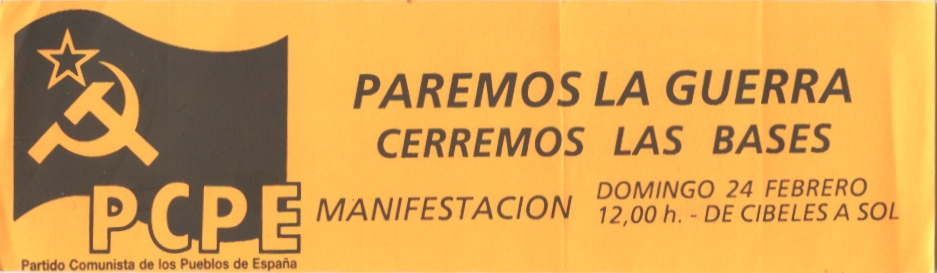 PCPE
Partido Comunista de los Pueblos de España
PAREMOS LA GUERRA
CERREMOS LAS BASES
MANIFESTACION
DOMINGO 24 FEBRERO
12,00 h. - DE CIBELES A SOL